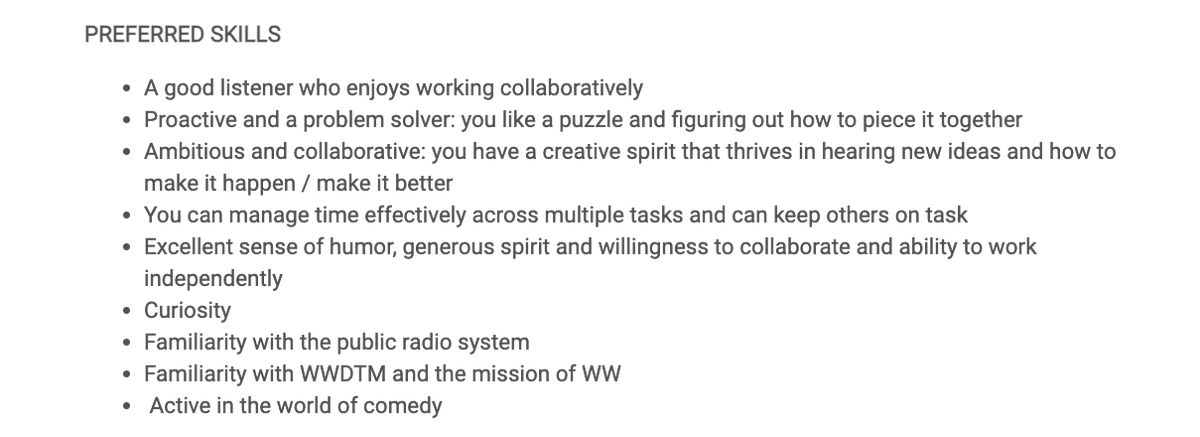 PREFERRED SKILLS
• A good listener who enjoys working collaboratively
• Proactive and a problem solver: you like a puzzle and figuring out how to piece it together
• Ambitious and collaborative: you have a creative spirit that thrives in hearing new ideas and how to
make it happen / make it better
• You can manage time effectively across multiple tasks and can keep others on task
• Excellent sense of humor, generous spirit and willingness to collaborate and ability to work
independently
• Curiosity
• Familiarity with the public radio system
• Familiarity with WWDTM and the mission of WW
• Active in the world of comedy